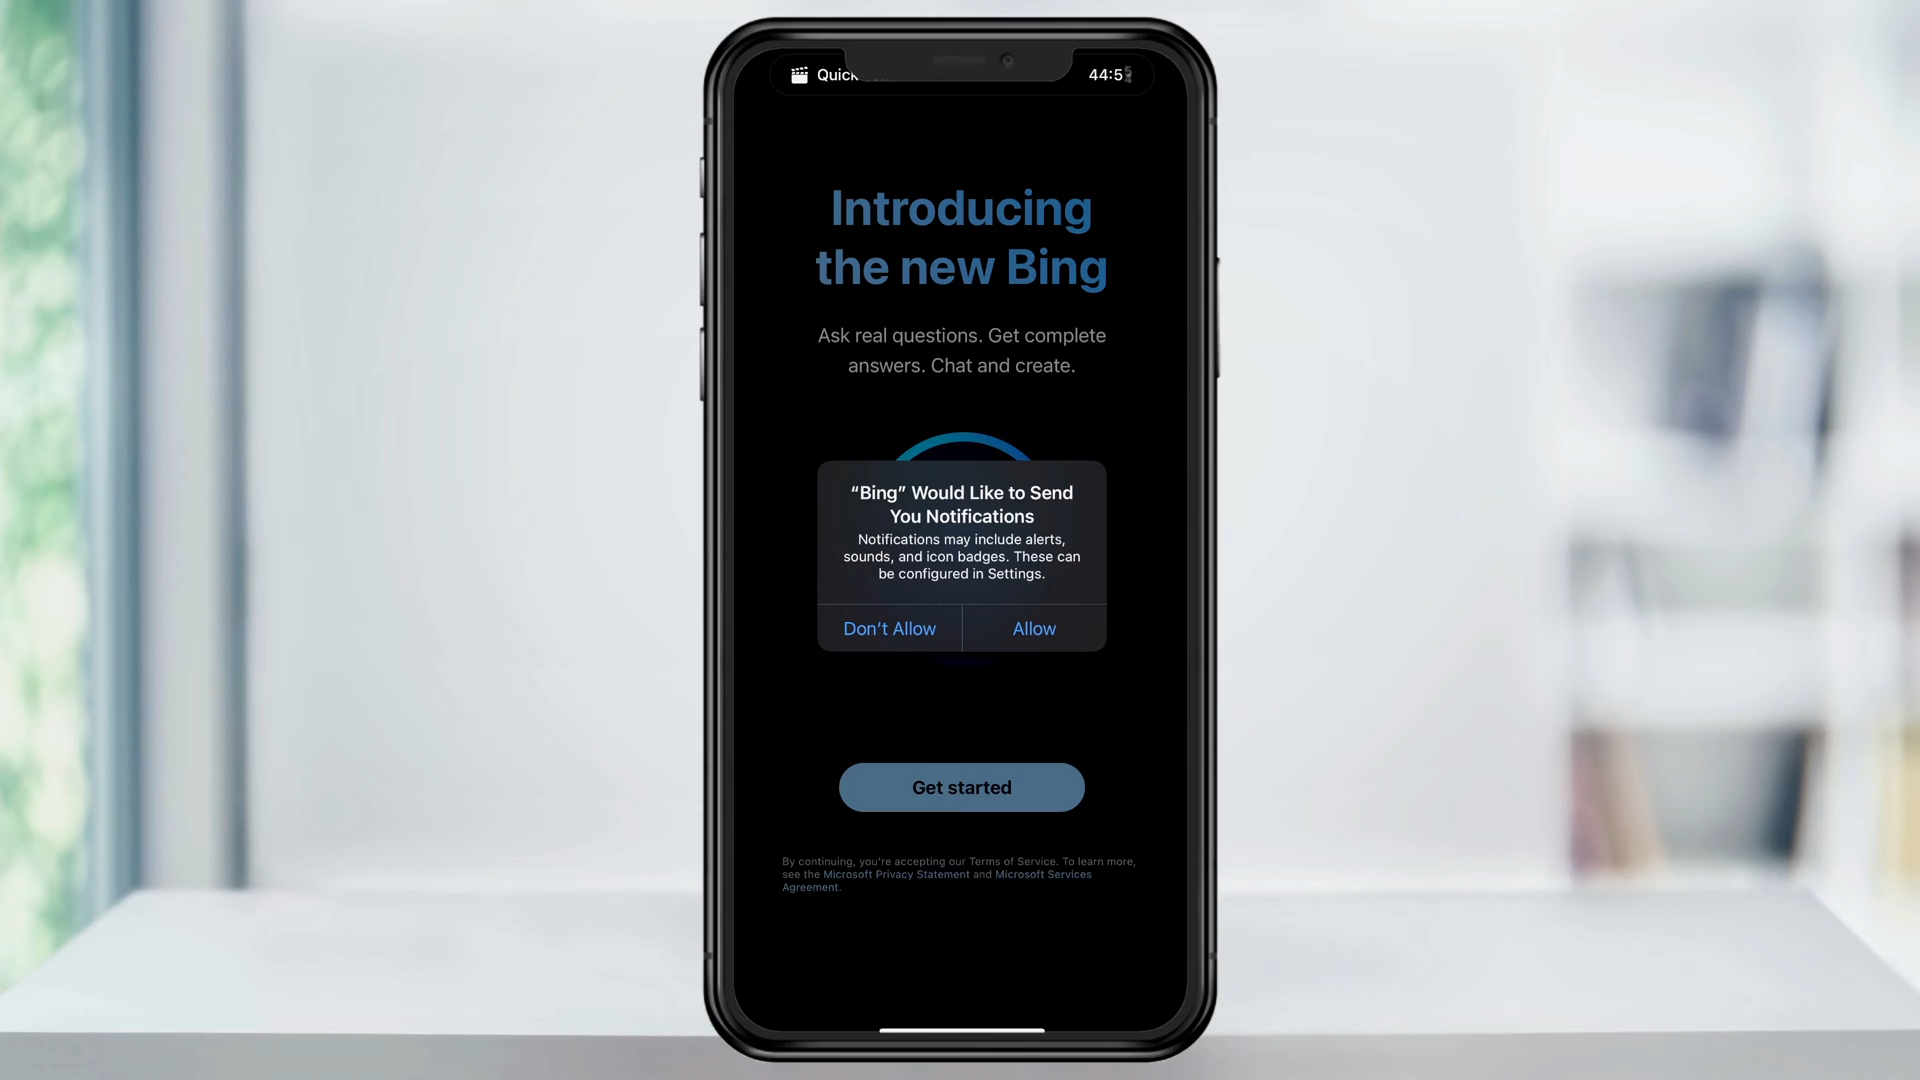 44:5
Introducing
the new Bing
Ask real questions. Get complete
answers. Chat and create.
“Bing” Would Like to Send
You Notifications
Notifications may include alerts,
sounds, and icon badges. These can
be configured in Settings.
Don’t Allow
Allow
Get started
By continuing, you're accepting our Terms of Service. To learn more,
see the Microsoft Privacy Statement and Microsoft Services
Agreement.